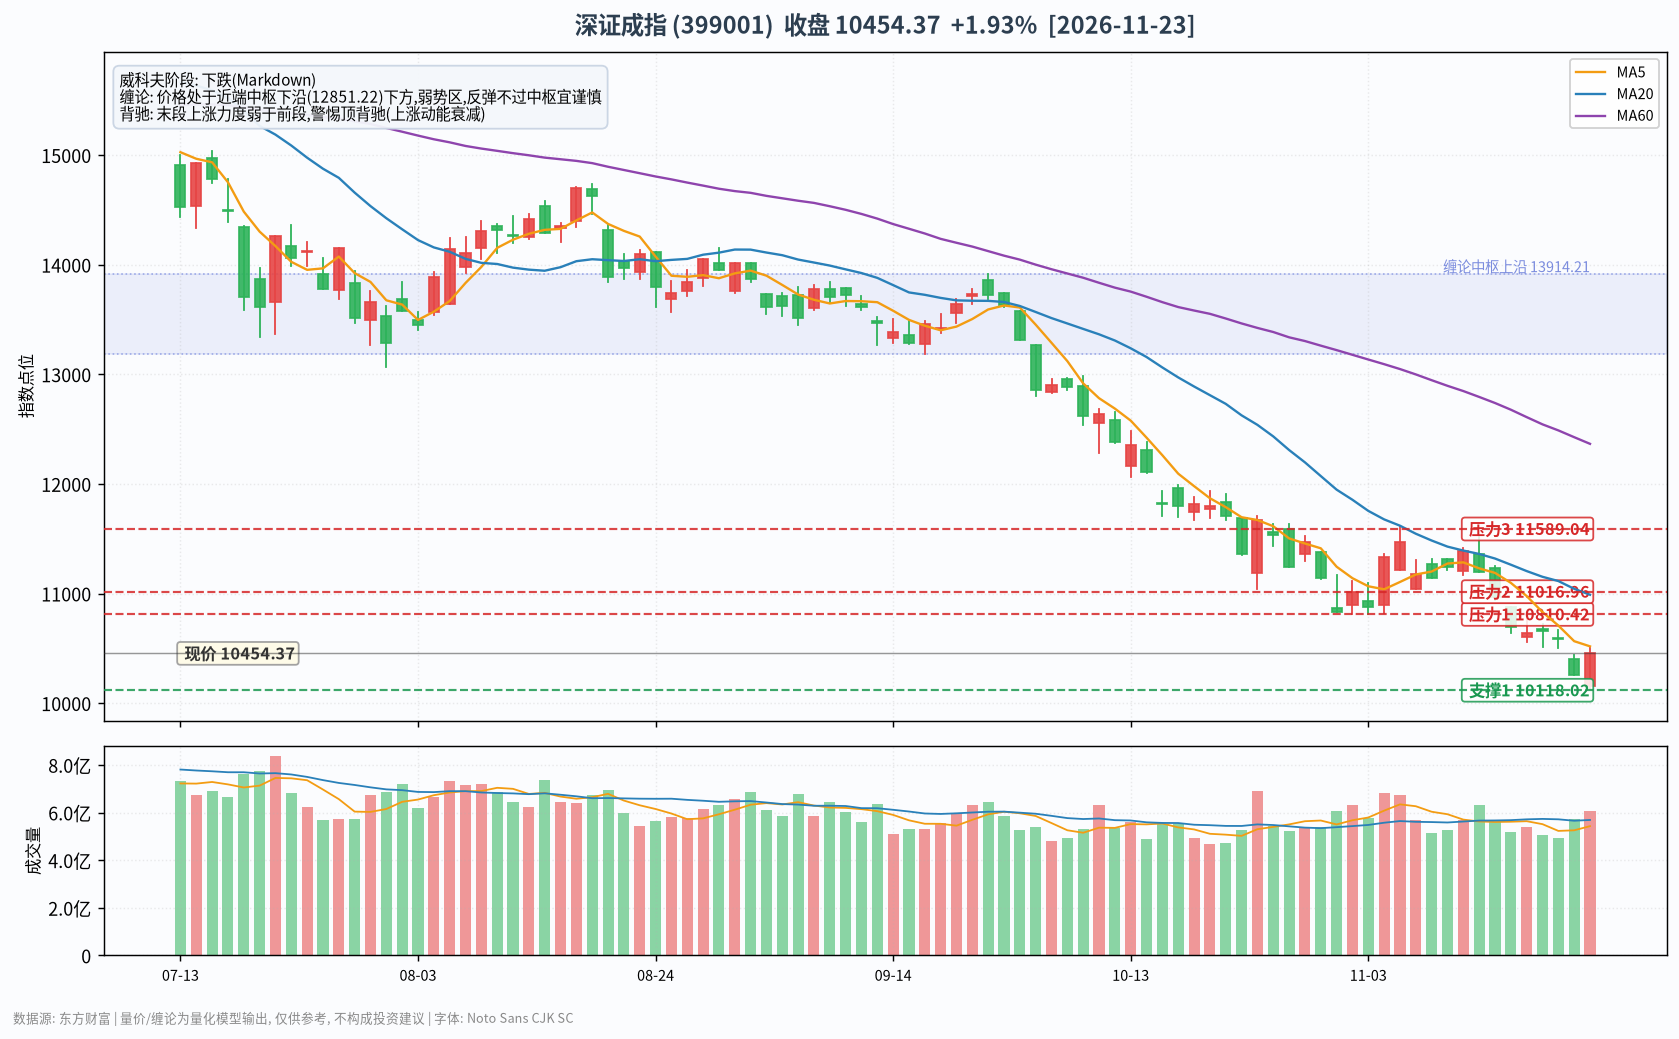 深证成指 (399001)  收盘 10454.37  +1.93%  [2026-11-23]
威科夫阶段: 下跌(Markdown)
缠论: 价格处于近端中枢下沿(12851.22)下方,弱势区,反弹不过中枢宜谨慎
背驰: 末段上涨力度弱于前段,警惕顶背驰(上涨动能衰减)
MA5
MA20
MA60
指数点位
15000
14000
13000
12000
11000
10000
缠论中枢上沿 13914.21
压力3 11589.04
压力2 11016.96
压力1 10810.42
现价 10454.37
支撑1 10118.02
成交量
8.0亿
6.0亿
4.0亿
2.0亿
0
07-13
08-03
08-24
09-14
10-13
11-03
数据源: 东方财富 | 量价/缠论为量化模型输出, 仅供参考, 不构成投资建议 | 字体: Noto Sans CJK SC